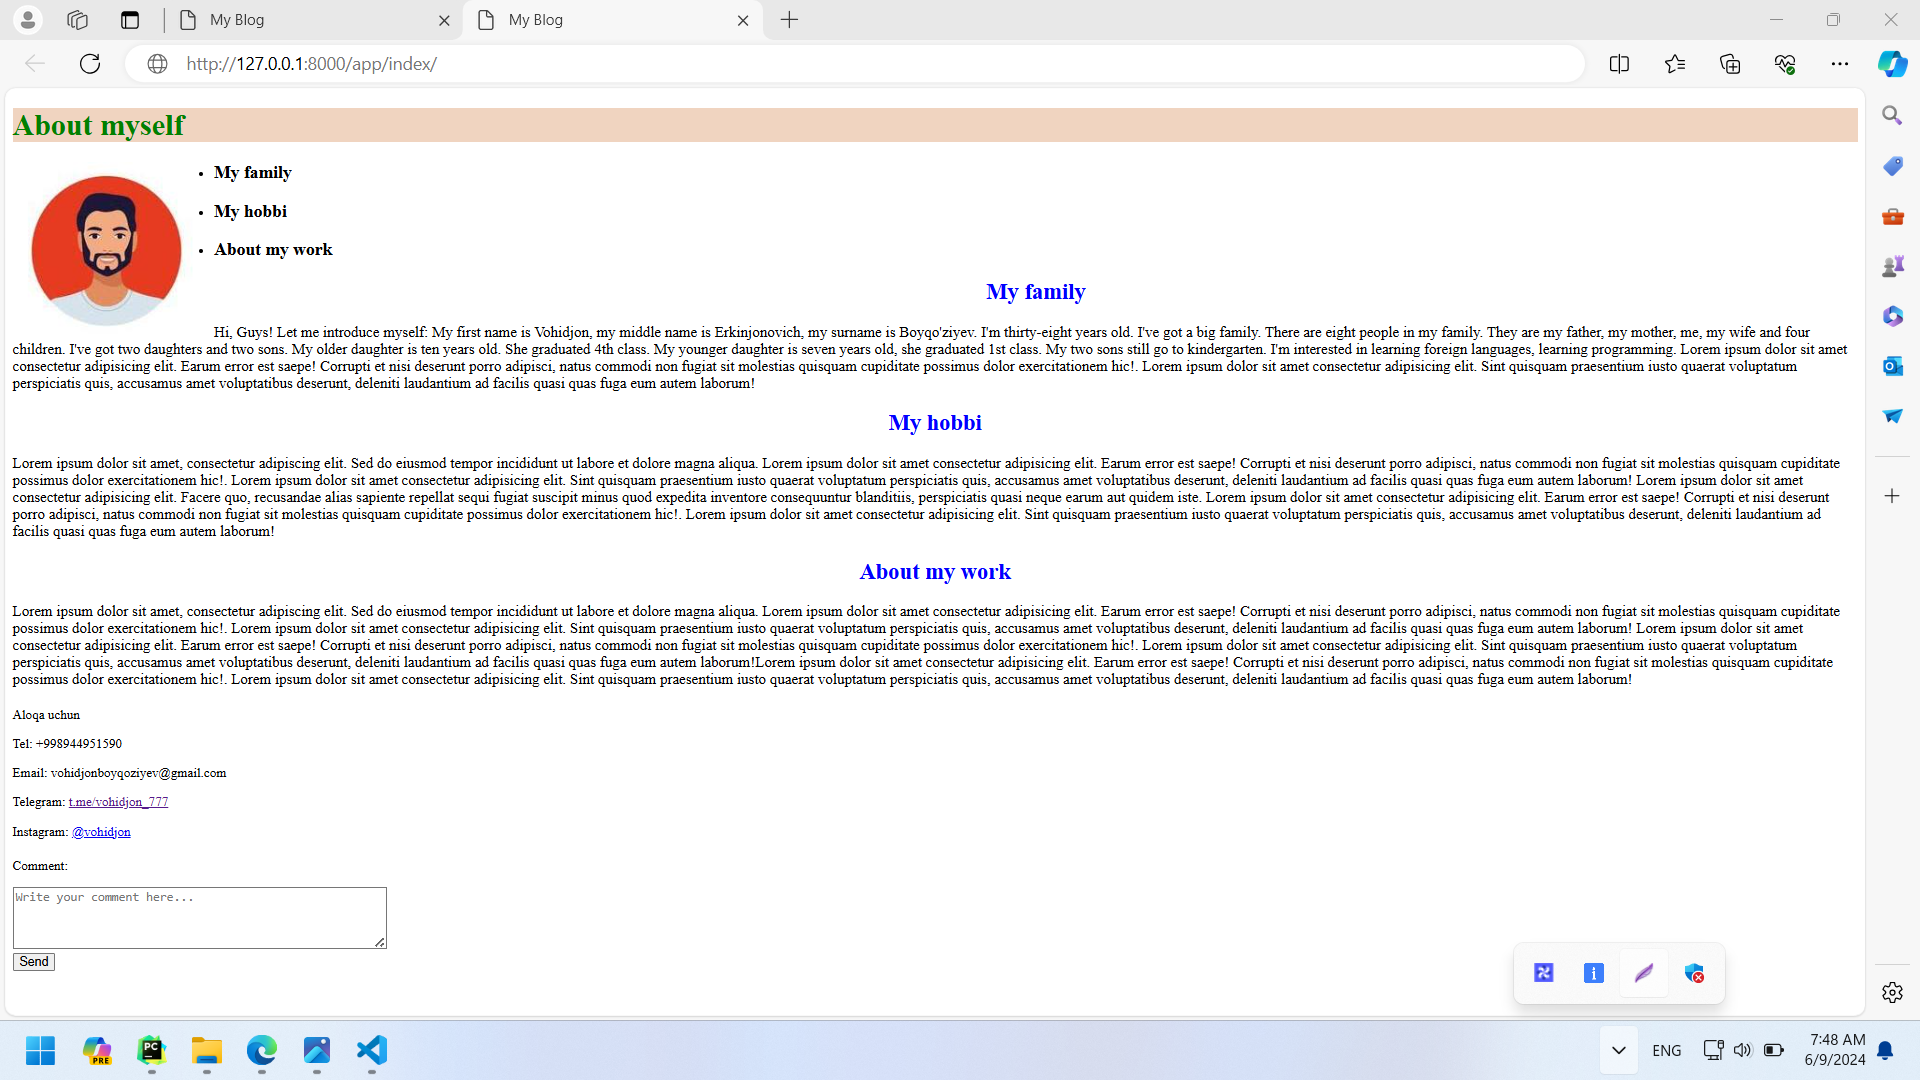 My Blog
My Blog
http://127.0.0.1:8000/app/index/
About myself
My family
My hobbi
About my work
My family
Hi, Guys! Let me introduce myself: My first name is Vohidjon, my middle name is Erkinjonovich, my surname is Boyqo'ziyev. I'm thirty-eight years old. I've got a big family. There are eight people in my family. They are my father, my mother, me, my wife and four
children. I've got two daughters and two sons. My older daughter is ten years old. She graduated 4th class. My younger daughter is seven years old, she graduated 1st class. My two sons still go to kindergarten. I'm interested in learning foreign languages, learning programming. Lorem ipsum dolor sit amet
consectetur adipisicing elit. Earum error est saepe! Corrupti et nisi deserunt porro adipisci, natus commodi non fugiat sit molestias quisquam cupiditate possimus dolor exercitationem hic!. Lorem ipsum dolor sit amet consectetur adipisicing elit. Sint quisquam praesentium iusto quaerat voluptatum
perspiciatis quis, accusamus amet voluptatibus deserunt, deleniti laudantium ad facilis quasi quas fuga eum autem laborum!
My hobbi
Lorem ipsum dolor sit amet, consectetur adipiscing elit. Sed do eiusmod tempor incididunt ut labore et dolore magna aliqua. Lorem ipsum dolor sit amet consectetur adipisicing elit. Earum error est saepe! Corrupti et nisi deserunt porro adipisci, natus commodi non fugiat sit molestias quisquam cupiditate
possimus dolor exercitationem hic!. Lorem ipsum dolor sit amet consectetur adipisicing elit. Sint quisquam praesentium iusto quaerat voluptatum perspiciatis quis, accusamus amet voluptatibus deserunt, deleniti laudantium ad facilis quasi quas fuga eum autem laborum! Lorem ipsum dolor sit amet
consectetur adipisicing elit. Facere quo, recusandae alias sapiente repellat sequi fugiat suscipit minus quod expedita inventore consequuntur blanditiis, perspiciatis quasi neque earum aut quidem iste. Lorem ipsum dolor sit amet consectetur adipisicing elit. Earum error est saepe! Corrupti et nisi deserunt
porro adipisci, natus commodi non fugiat sit molestias quisquam cupiditate possimus dolor exercitationem hic!. Lorem ipsum dolor sit amet consectetur adipisicing elit. Sint quisquam praesentium iusto quaerat voluptatum perspiciatis quis, accusamus amet voluptatibus deserunt, deleniti laudantium ad
facilis quasi quas fuga eum autem laborum!
About my work
Lorem ipsum dolor sit amet, consectetur adipiscing elit. Sed do eiusmod tempor incididunt ut labore et dolore magna aliqua. Lorem ipsum dolor sit amet consectetur adipisicing elit. Earum error est saepe! Corrupti et nisi deserunt porro adipisci, natus commodi non fugiat sit molestias quisquam cupiditate
possimus dolor exercitationem hic!. Lorem ipsum dolor sit amet consectetur adipisicing elit. Sint quisquam praesentium iusto quaerat voluptatum perspiciatis quis, accusamus amet voluptatibus deserunt, deleniti laudantium ad facilis quasi quas fuga eum autem laborum! Lorem ipsum dolor sit amet
consectetur adipisicing elit. Earum error est saepe! Corrupti et nisi deserunt porro adipisci, natus commodi non fugiat sit molestias quisquam cupiditate possimus dolor exercitationem hic!. Lorem ipsum dolor sit amet consectetur adipisicing elit. Sint quisquam praesentium iusto quaerat voluptatum
perspiciatis quis, accusamus amet voluptatibus deserunt, deleniti laudantium ad facilis quasi quas fuga eum autem laborum!Lorem ipsum dolor sit amet consectetur adipisicing elit. Earum error est saepe! Corrupti et nisi deserunt porro adipisci, natus commodi non fugiat sit molestias quisquam cupiditate
possimus dolor exercitationem hic!. Lorem ipsum dolor sit amet consectetur adipisicing elit. Sint quisquam praesentium iusto quaerat voluptatum perspiciatis quis, accusamus amet voluptatibus deserunt, deleniti laudantium ad facilis quasi quas fuga eum autem laborum!
Aloqa uchun
Tel: +998944951590
Email: vohidjonboyqoziyev@gmail.com
Telegram: t.me/vohidjon_777
Instagram: @vohidjon
Comment:
Write your comment here...
Send
PRE
PC
ENG
7:48 AM
6/9/2024